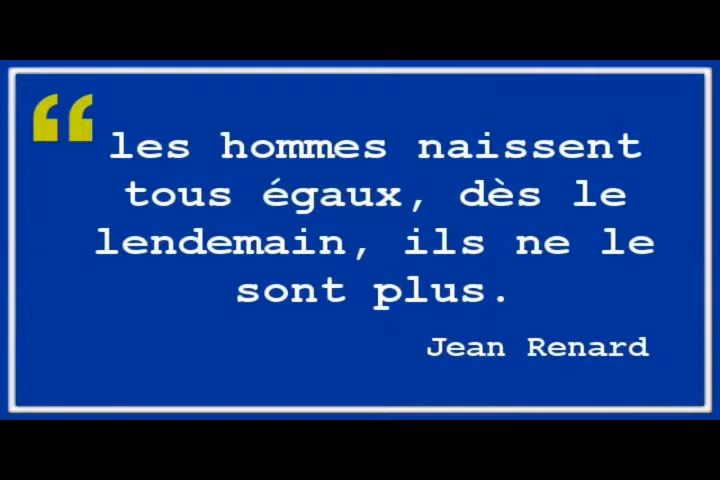 “ les hommes naissent
tous égaux, dès le
lendemain, ils ne le
sont plus.
Jean Renard